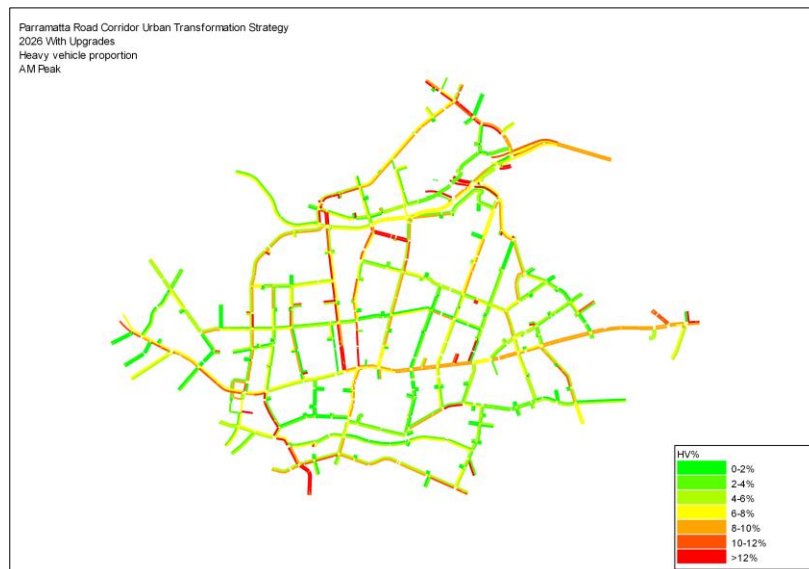 Parramatta Road Corridor Urban Transformation Strategy
2026 With Upgrades
Heavy vehicle proportion
AM Peak
HV%
0-2%
2-4%
4-6%
6-8%
8-10%
10-12%
>12%